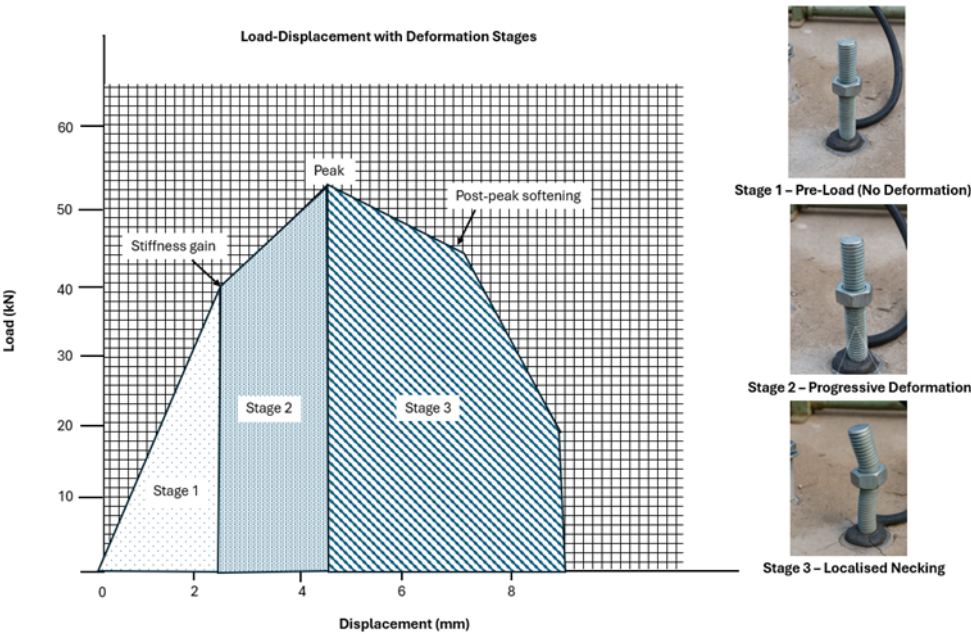 Load-Displacement with Deformation Stages
Load (kN)
60
50
40
30
20
10
Peak
Post-peak softening
Stiffness gain
Stage 1
Stage 2
Stage 3
0 2 4 6 8
Displacement (mm)
Stage 1 – Pre-Load (No Deformation)
Stage 2 – Progressive Deformation
Stage 3 – Localised Necking